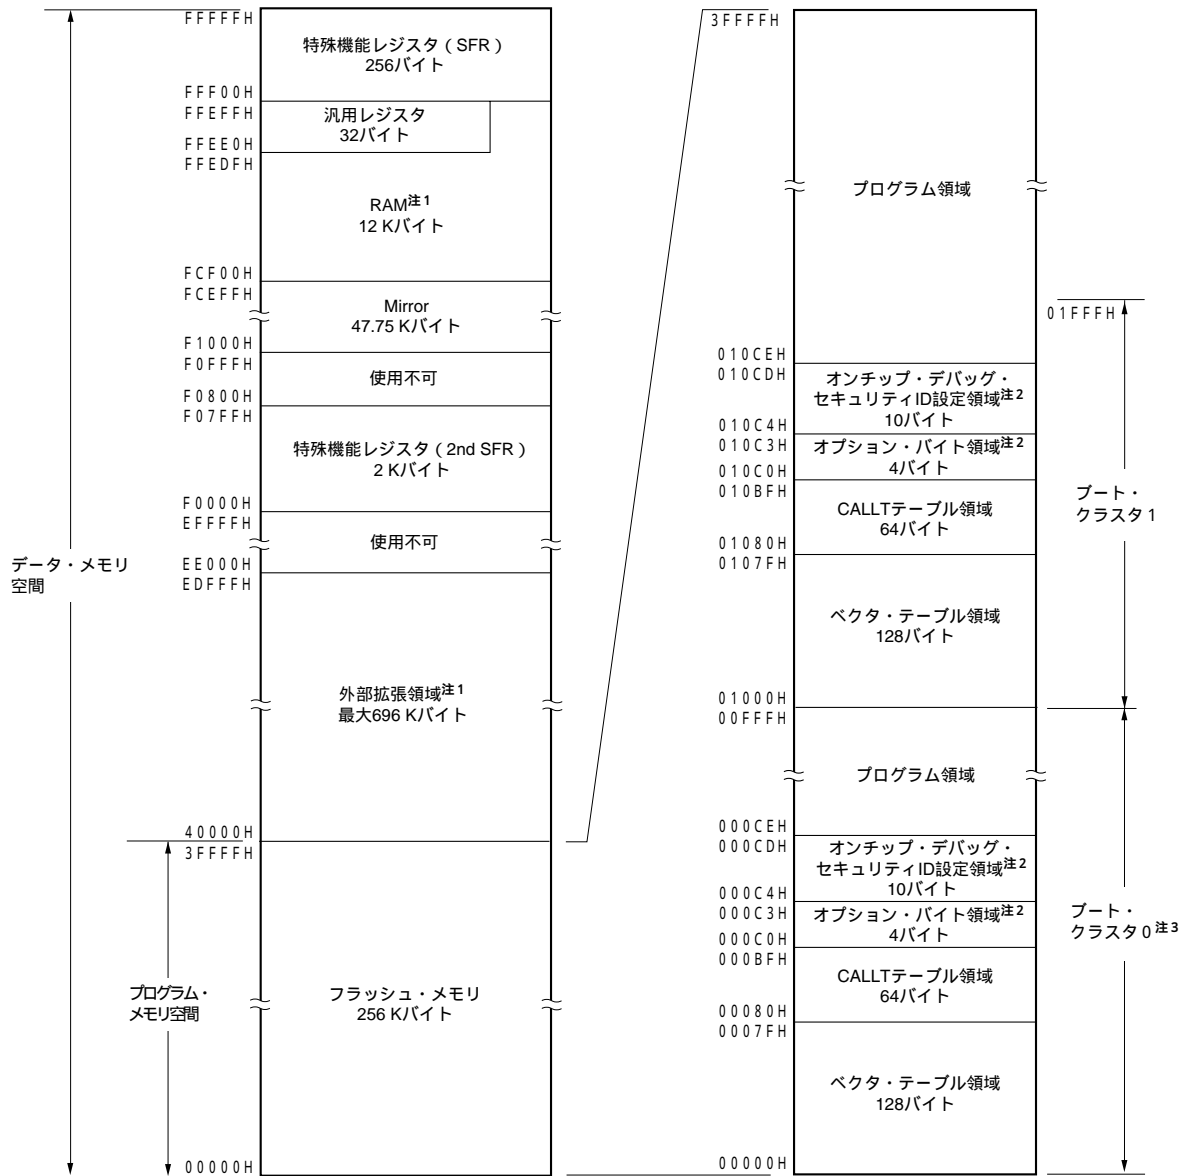 FFFFFH
特殊機能レジスタ(SFR)
256バイト
FFF00H
FFEFFH
汎用レジスタ
32バイト
FFEE0H
FFEDFH
RAM注1
12 Kバイト
FCF00H
FCEFFH
Mirror
47.75 Kバイト
F1000H
F0FFFH
使用不可
F0800H
F07FFH
特殊機能レジスタ(2nd SFR)
2 Kバイト
F0000H
EFFFFH
使用不可
EE000H
EDFFFH
データ・メモリ
空間
外部拡張領域注1
最大696 Kバイト
40000H
3FFFFH
プログラム・
メモリ空間
フラッシュ・メモリ
256 Kバイト
00000H
3FFFFH
プログラム領域
01FFFH
010CEH
010CDH
オンチップ・デバッグ・
セキュリティID設定領域注2
10バイト
010C4H
010C3H
オプション・バイト領域注2
4バイト
010C0H
010BFH
CALLTテーブル領域
64バイト
ブート・
クラスタ1
01080H
0107FH
ベクタ・テーブル領域
128バイト
01000H
00FFFH
プログラム領域
000CEH
000CDH
オンチップ・デバッグ・
セキュリティID設定領域注2
10バイト
000C4H
000C3H
オプション・バイト領域注2
4バイト
ブート・
クラスタ0注3
000C0H
000BFH
CALLTテーブル領域
64バイト
00080H
0007FH
ベクタ・テーブル領域
128バイト
00000H